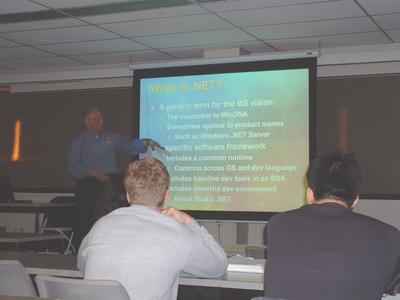 What is .NET?
A generic term for the MS vision
The successor to WinDNA
Sometimes applied to product names
Such as Windows .NET Server
specific software framework
Includes a common runtime
Common across OS and dev language
Includes baseline dev tools in an SDK
Includes powerful dev environment
Visual Studio .NET